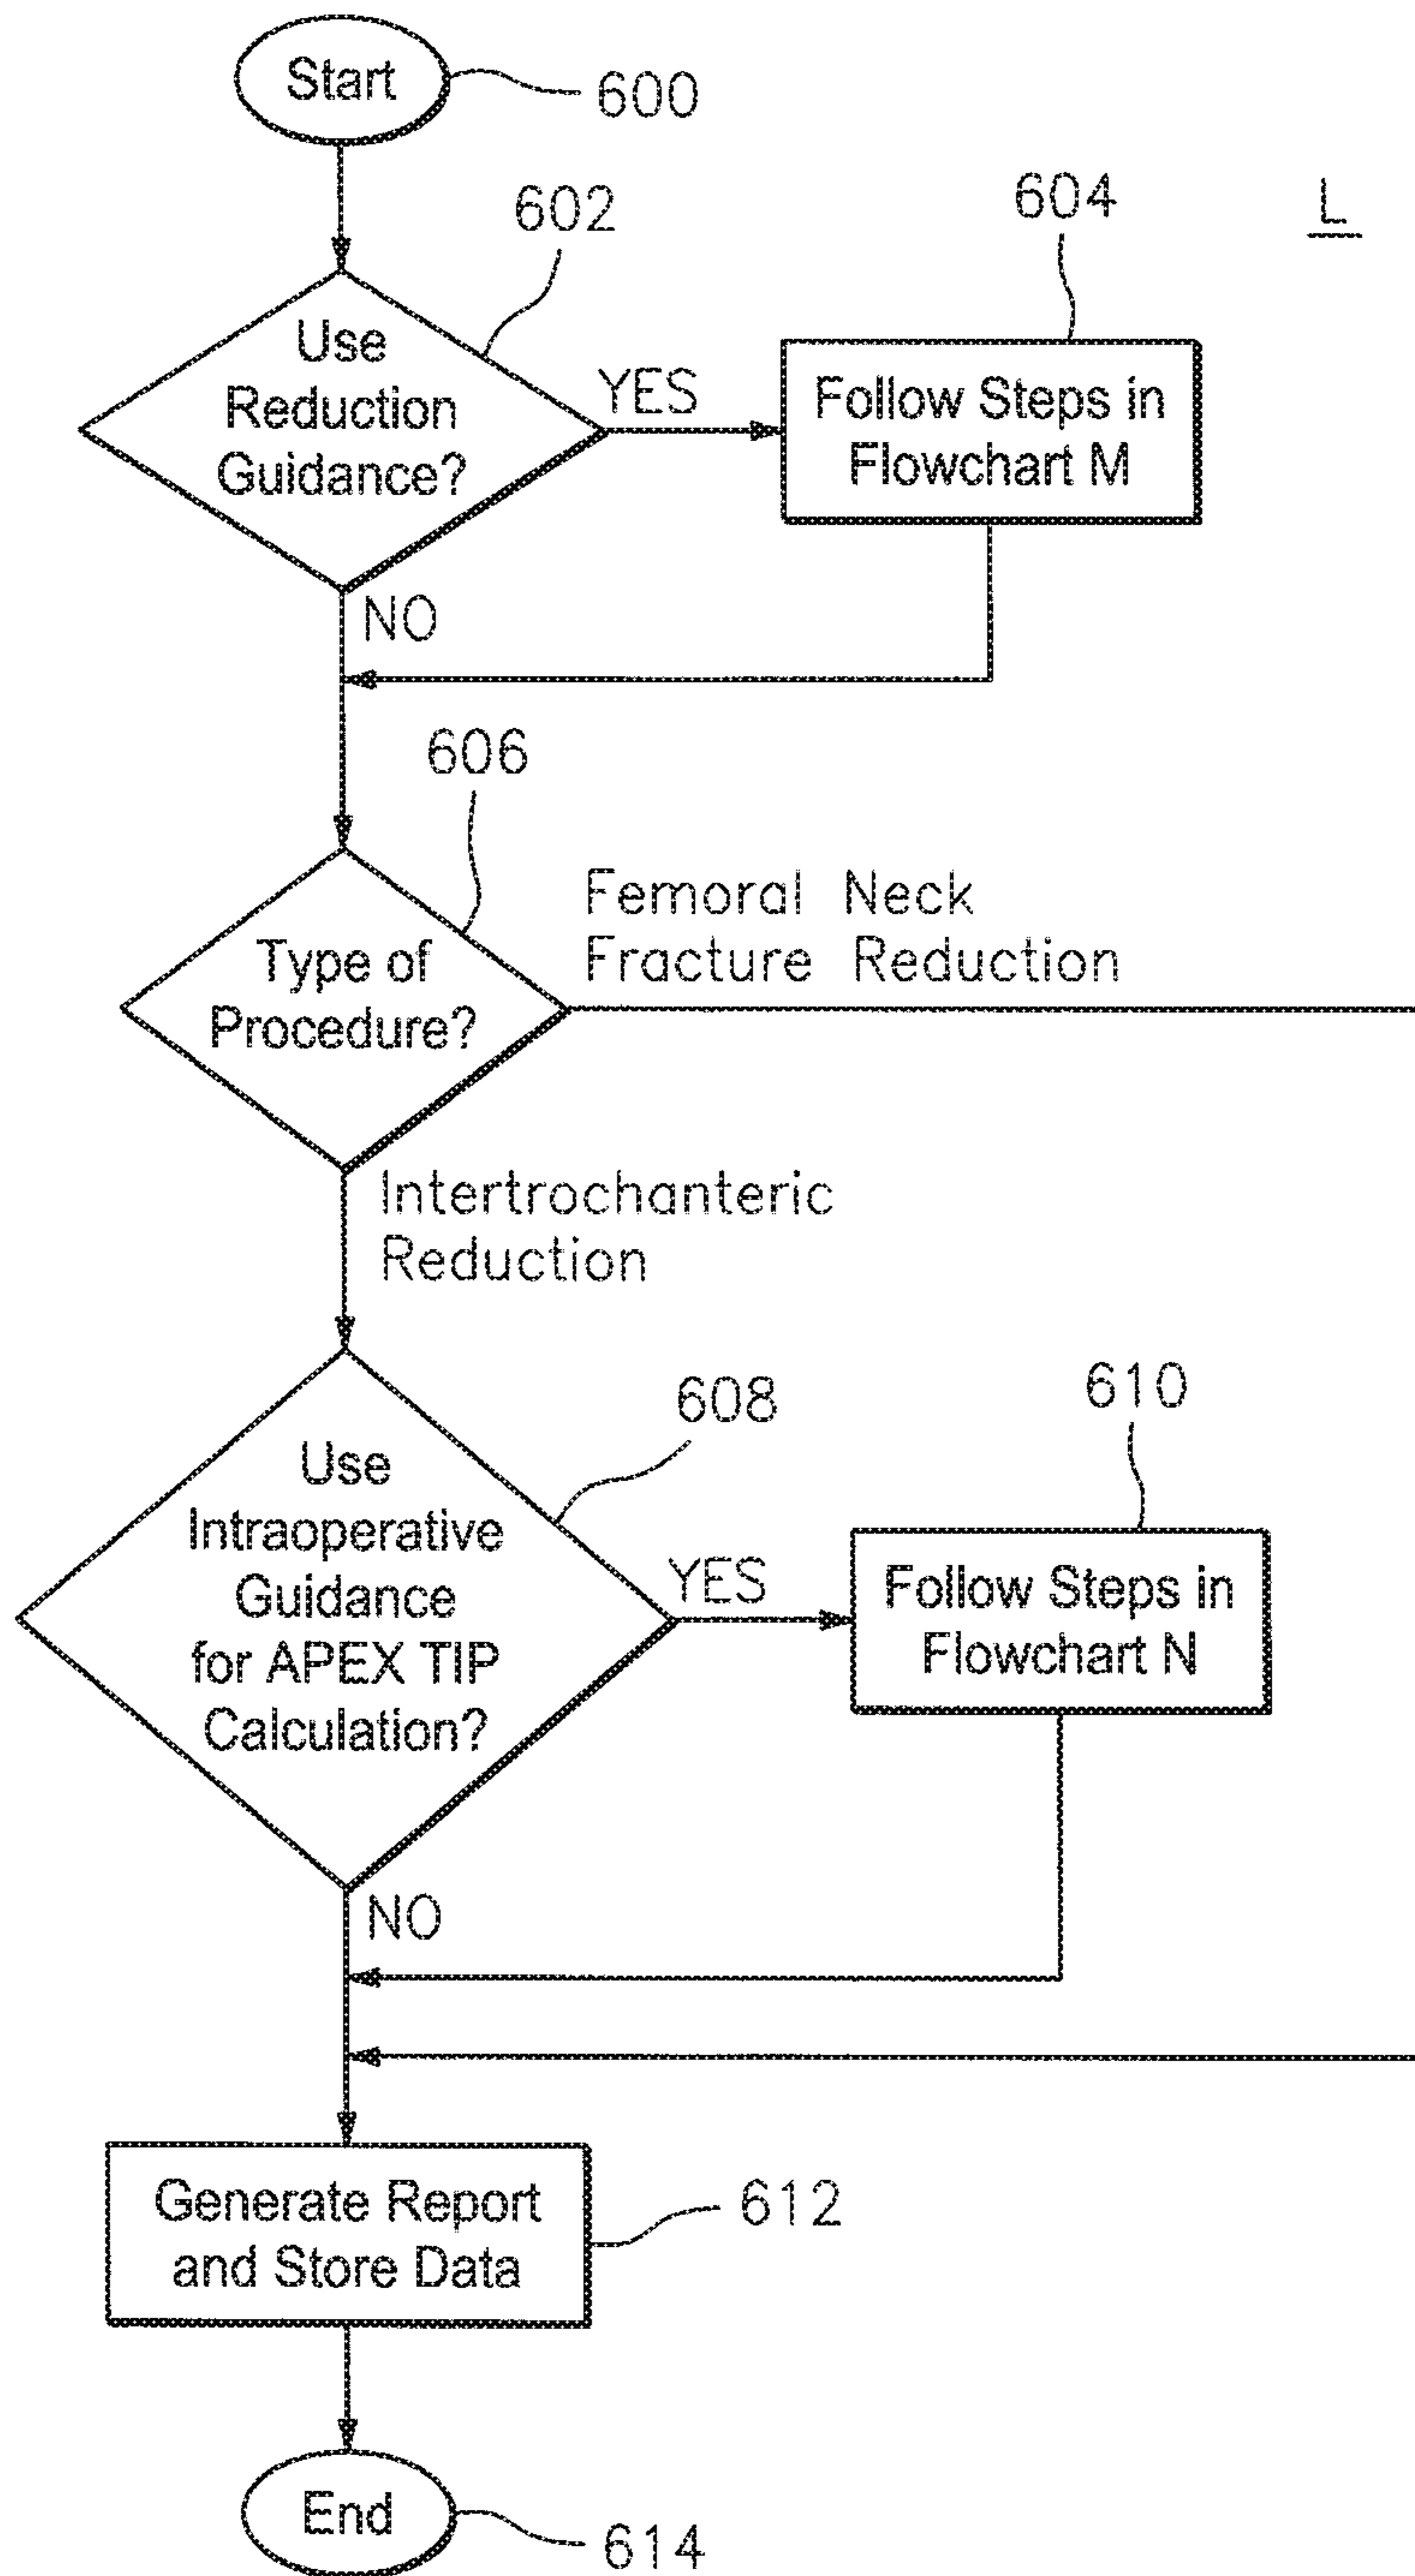 Start
600
602
604
L
Use
Reduction
Guidance?
YES
Follow Steps in
Flowchart M
NO
606
Type of
Procedure?
Femoral Neck
Fracture Reduction
Intertrochanteric
Reduction
608
610
Use
Intraoperative
Guidance
for APEX TIP
Calculation?
YES
Follow Steps in
Flowchart N
NO
Generate Report
and Store Data
612
End
614